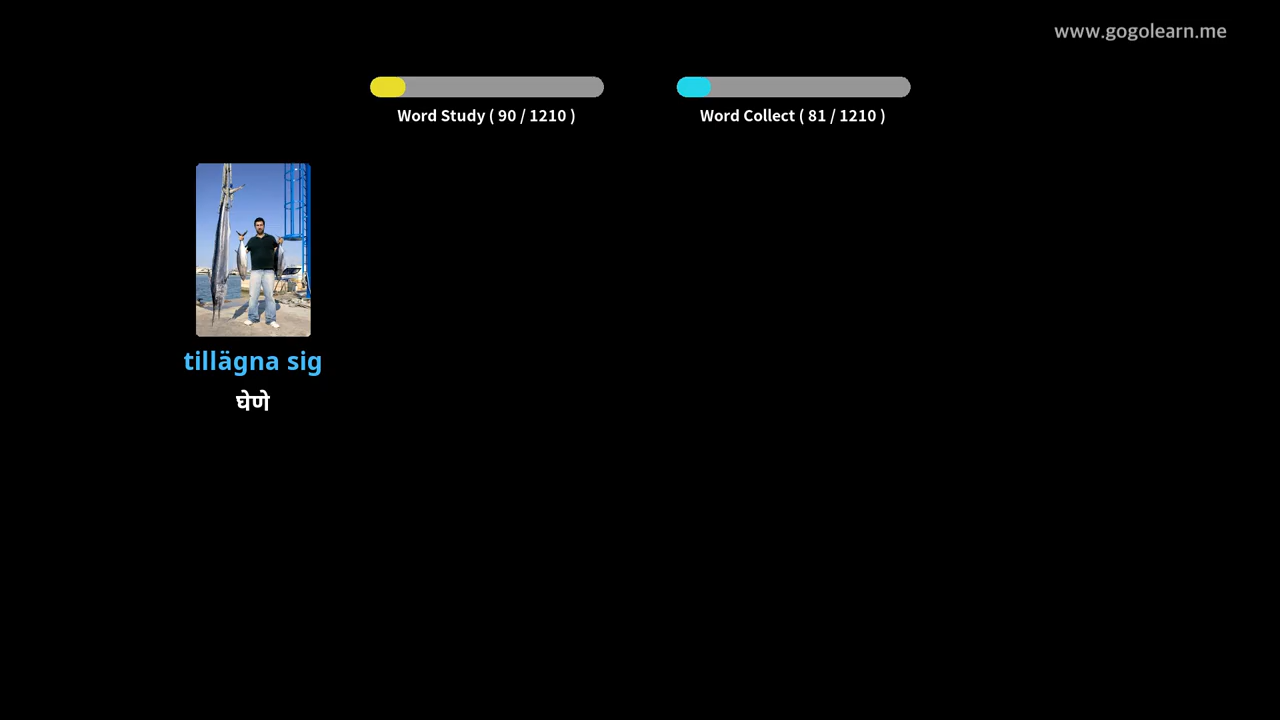 www.gogolearn.me
Word Study ( 90 / 1210 )
Word Collect ( 81 / 1210 )
tillägna sig
घेणे